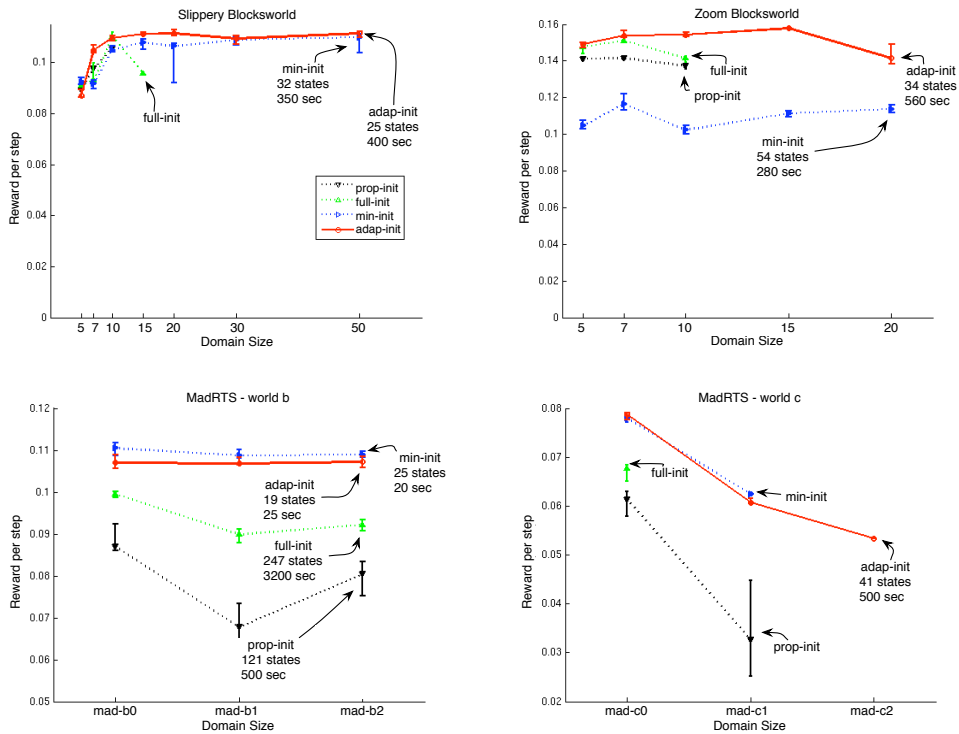 Slippery Blocksworld
Reward per step
0.1
0.08
0.06
0.04
0.02
0
5
7
10
15
20
30
50
Domain Size
full-init
min-init
32 states
350 sec
adap-init
25 states
400 sec
prop-init
full-init
min-init
adap-init
Zoom Blocksworld
Reward per step
0.16
0.14
0.12
0.1
0.08
0.06
0.04
0.02
0
5
7
10
15
20
Domain Size
full-init
prop-init
adap-init
34 states
560 sec
min-init
54 states
280 sec
MadRTS - world b
Reward per step
0.12
0.11
0.1
0.09
0.08
0.07
0.06
0.05
mad-b0
mad-b1
mad-b2
Domain Size
min-init
25 states
20 sec
adap-init
19 states
25 sec
full-init
247 states
3200 sec
prop-init
121 states
500 sec
MadRTS - world c
Reward per step
0.08
0.07
0.06
0.05
0.04
0.03
0.02
mad-c0
mad-c1
mad-c2
Domain Size
full-init
min-init
adap-init
41 states
500 sec
prop-init